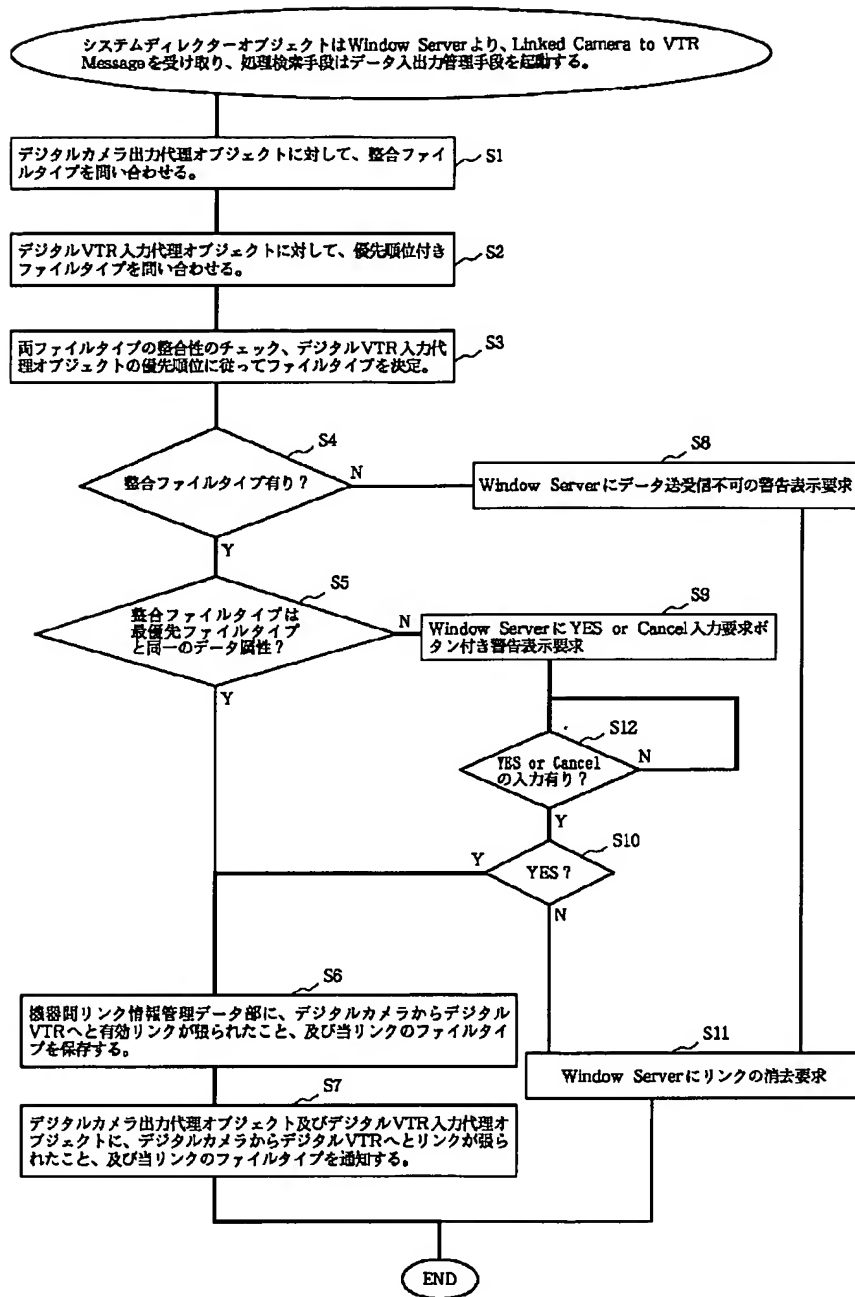 システムディレクターオブジェクトはWindow Serverより、Linked Camera to VTR
Messageを受け取り、処理検索手段はデータ入出力管理手段を起動する。
デジタルカメラ出力代理オブジェクトに対して、整合ファイ
ルタイプを問い合わせる。
S1
デジタルVTR入力代理オブジェクトに対して、優先順位付き
ファイルタイプを問い合わせる。
S2
両ファイルタイプの整合性のチェック、デジタルVTR入力代
理オブジェクトの優先順位に従ってファイルタイプを決定。
S3
S4
整合ファイルタイプ有り?
N
Y
S8
Window Serverにデータ送受信不可の警告表示要求
S5
整合ファイルタイプは
最優先ファイルタイプ
と同一のデータ属性?
N
Y
S9
Window ServerにYES or Cancel入力要求ボ
タン付き警告表示要求
S12
YES or Cancel
の入力有り?
N
Y
S10
YES?
Y
N
S6
機器間リンク情報管理データ部に、デジタルカメラからデジタル
VTRへと有効リンクが張られたこと、及び当リンクのファイルタイ
プを保存する。
S11
Window Serverにリンクの消去要求
S7
デジタルカメラ出力代理オブジェクト及びデジタルVTR入力代理オ
ブジェクトに、デジタルカメラからデジタルVTRへとリンクが張ら
れたこと、及び当リンクのファイルタイプを通知する。
END